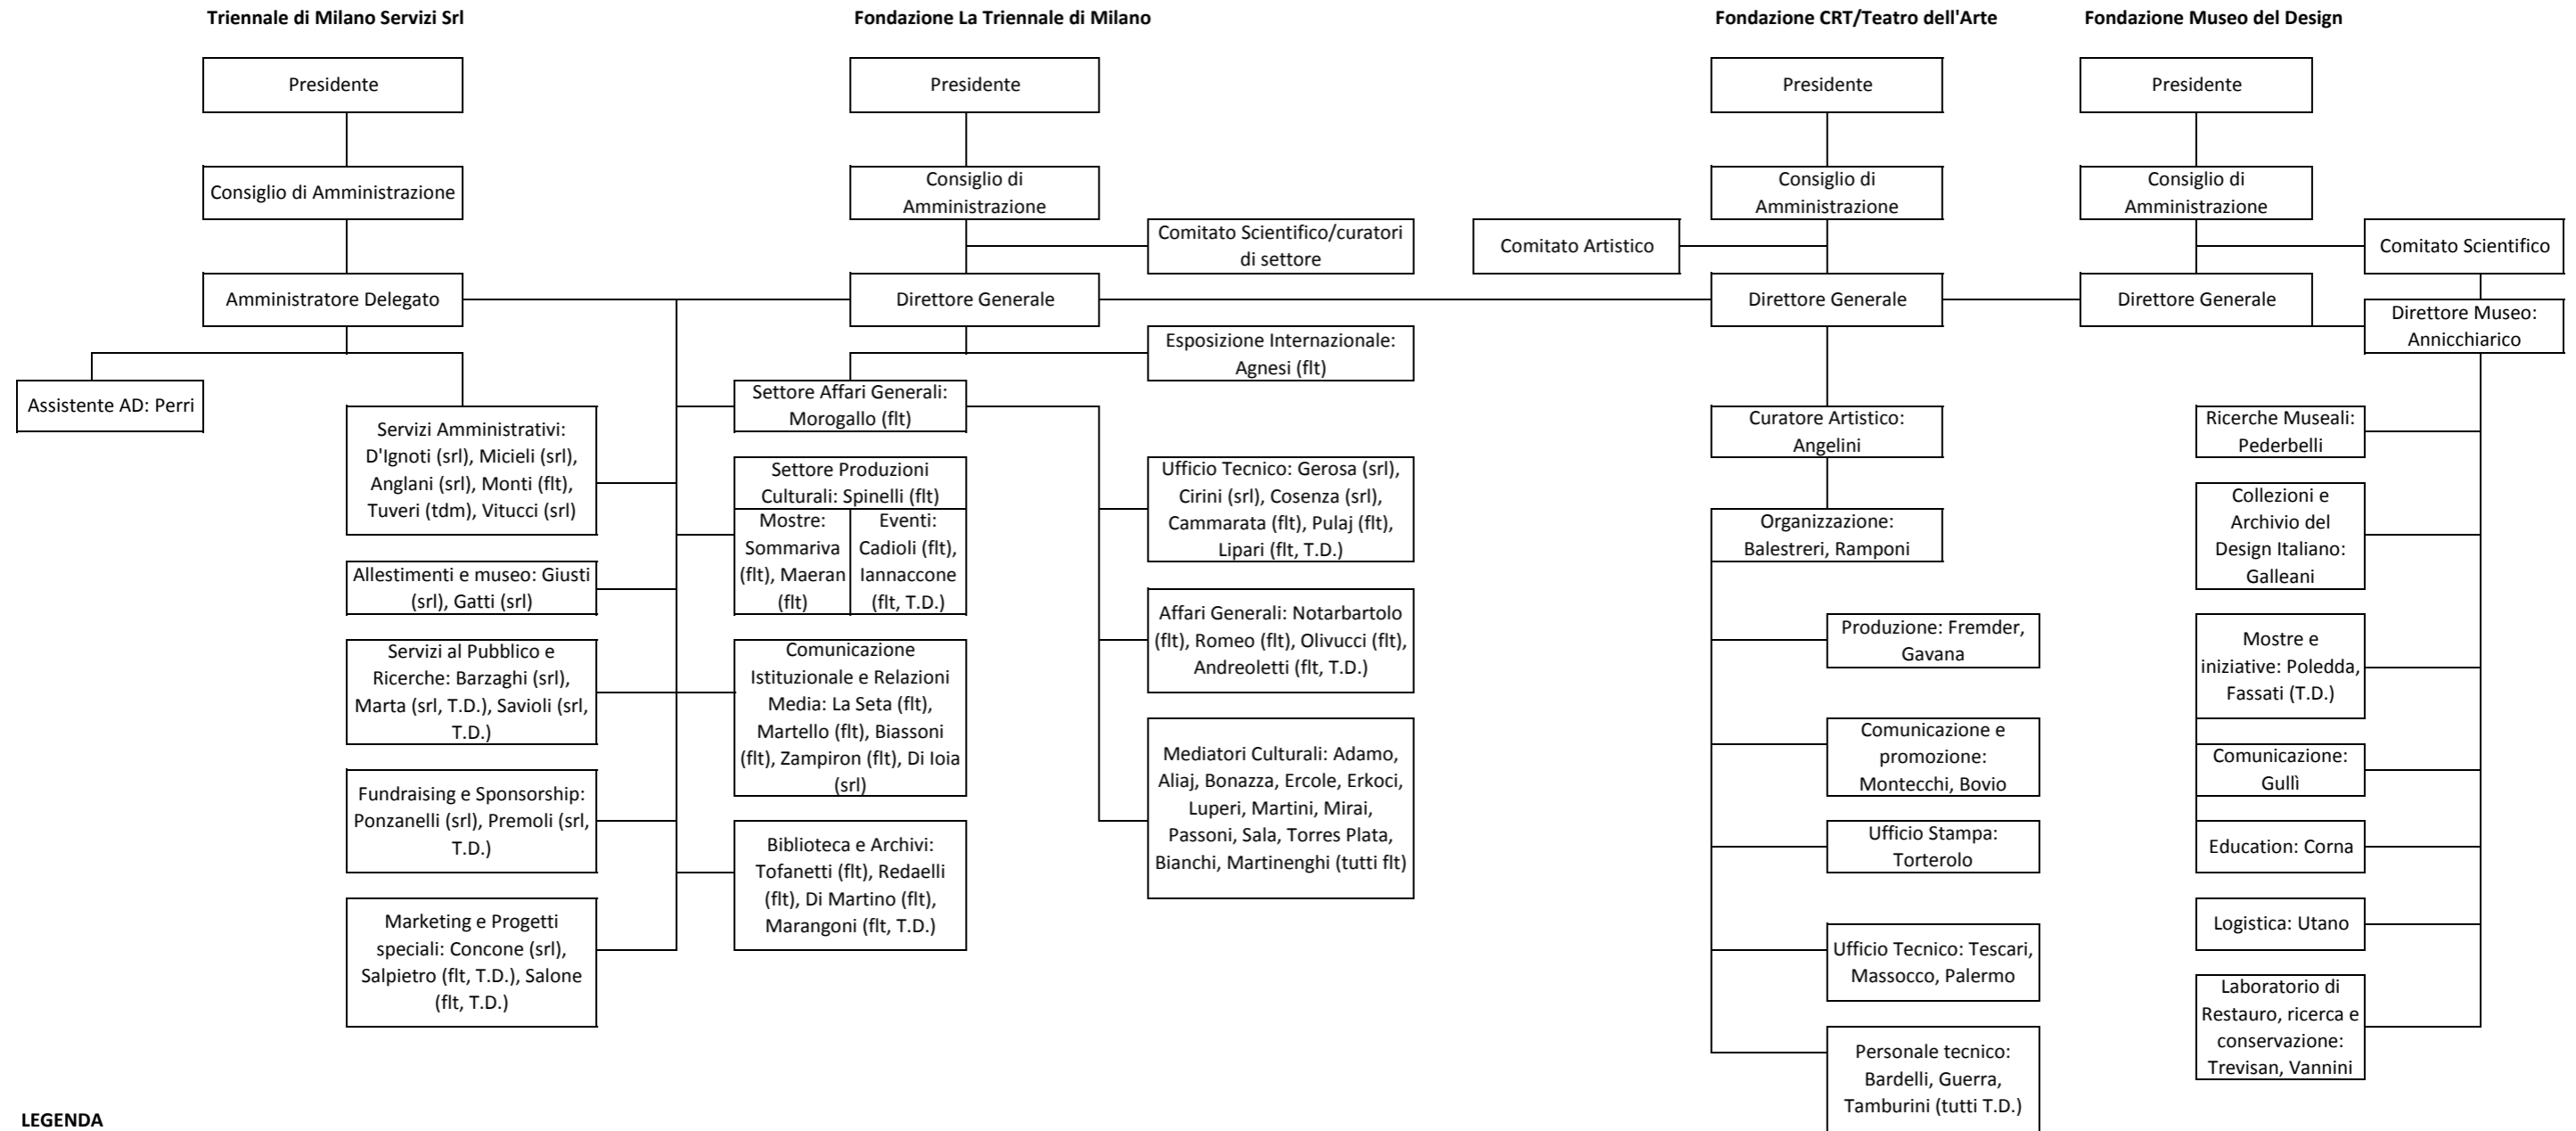 Triennale di Milano Servizi Srl
Fondazione La Triennale di Milano
Fondazione CRT/Teatro dell'Arte
Fondazione Museo del Design
Presidente
Presidente
Presidente
Presidente
Consiglio di Amministrazione
Consiglio di
Amministrazione
Consiglio di
Amministrazione
Consiglio di
Amministrazione
Comitato Scientifico/curatori
di settore
Comitato Artistico
Comitato Scientifico
Amministratore Delegato
Direttore Generale
Direttore Generale
Direttore Generale
Direttore Museo:
Annicchiarico
Esposizione Internazionale:
Agnesi (flt)
Assistente AD: Perri
Servizi Amministrativi:
D'Ignoti (srl), Micieli (srl),
Anglani (srl), Monti (flt),
Tuveri (tdm), Vitucci (srl)
Allestimenti e museo: Giusti
(srl), Gatti (srl)
Servizi al Pubblico e
Ricerche: Barzaghi (srl),
Marta (srl, T.D.), Savioli (srl,
T.D.)
Fundraising e Sponsorship:
Ponzanelli (srl), Premoli (srl,
T.D.)
Marketing e Progetti
speciali: Concone (srl),
Salpietro (flt, T.D.), Salone
(flt, T.D.)
Settore Affari Generali:
Morogallo (flt)
Settore Produzioni
Culturali: Spinelli (flt)
Mostre:
Sommariva
(flt), Maeran
(flt)
Eventi:
Cadioli (flt),
Iannaccone
(flt, T.D.)
Comunicazione
Istituzionale e Relazioni
Media: La Seta (flt),
Martello (flt), Biassoni
(flt), Zampiron (flt), Di Ioia
(srl)
Biblioteca e Archivi:
Tofanetti (flt), Redaelli
(flt), Di Martino (flt),
Marangoni (flt, T.D.)
Ufficio Tecnico: Gerosa (srl),
Cirini (srl), Cosenza (srl),
Cammarata (flt), Pulaj (flt),
Lipari (flt, T.D.)
Affari Generali: Notarbartolo
(flt), Romeo (flt), Olivucci (flt),
Andreoletti (flt, T.D.)
Mediatori Culturali: Adamo,
Aliaj, Bonazza, Ercole, Erkoci,
Luperi, Martini, Mirai,
Passoni, Sala, Torres Plata,
Bianchi, Martinenghi (tutti flt)
Curatore Artistico:
Angelini
Organizzazione:
Balestreri, Ramponi
Produzione: Fremder,
Gavana
Comunicazione e
promozione:
Montecchi, Bovio
Ufficio Stampa:
Torterolo
Ufficio Tecnico: Tescari,
Massocco, Palermo
Personale tecnico:
Bardelli, Guerra,
Tamburini (tutti T.D.)
Ricerche Museali:
Pederbelli
Collezioni e
Archivio del
Design Italiano:
Galleani
Mostre e
iniziative: Poledda,
Fassati (T.D.)
Comunicazione:
Gullì
Education: Corna
Logistica: Utano
Laboratorio di
Restauro, ricerca e
conservazione:
Trevisan, Vannini
LEGENDA